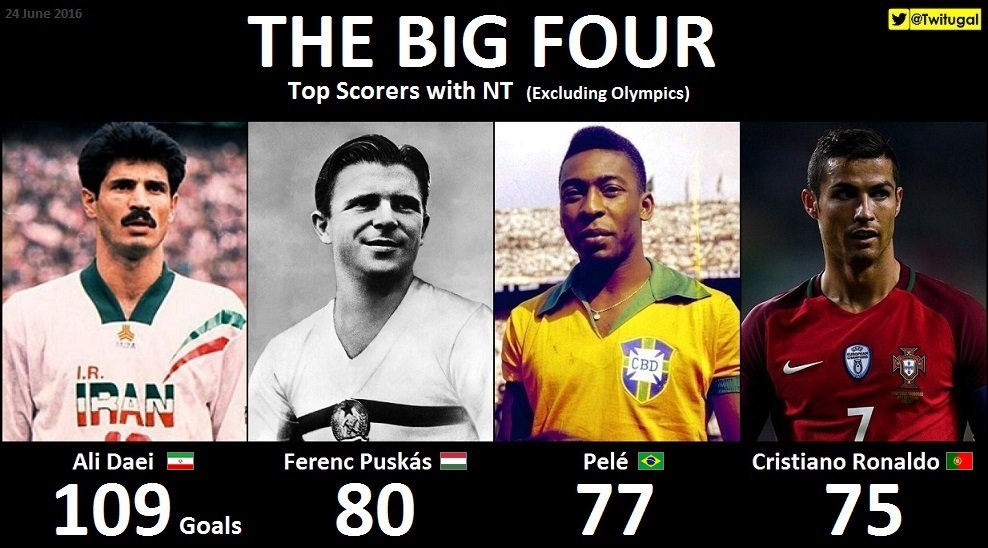 24 June 2016
@Twitugal
THE BIG FOUR
Top Scorers with NT (Excluding Olympics)
I.R.
IRAN
CBD
7
Ali Daei
Ferenc Puskás
Pelé
Cristiano Ronaldo
109 Goals
80
77
75